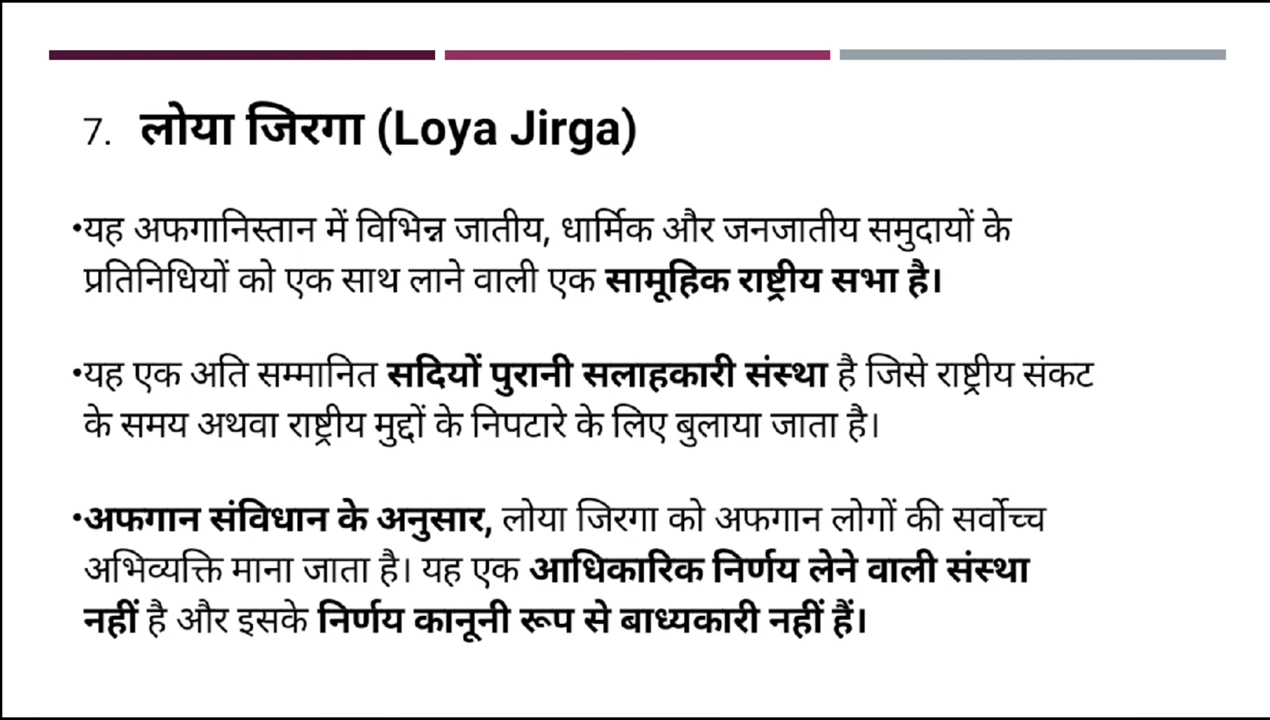 7. लोया जिरगा (Loya Jirga)
•यह अफगानिस्तान में विभिन्न जातीय, धार्मिक और जनजातीय समुदायों के
प्रतिनिधियों को एक साथ लाने वाली एक सामूहिक राष्ट्रीय सभा है।
•यह एक अति सम्मानित सदियों पुरानी सलाहकारी संस्था है जिसे राष्ट्रीय संकट
के समय अथवा राष्ट्रीय मुद्दों के निपटारे के लिए बुलाया जाता है।
•अफगान संविधान के अनुसार, लोया जिरगा को अफगान लोगों की सर्वोच्च
अभिव्यक्ति माना जाता है। यह एक आधिकारिक निर्णय लेने वाली संस्था
नहीं है और इसके निर्णय कानूनी रूप से बाध्यकारी नहीं हैं।